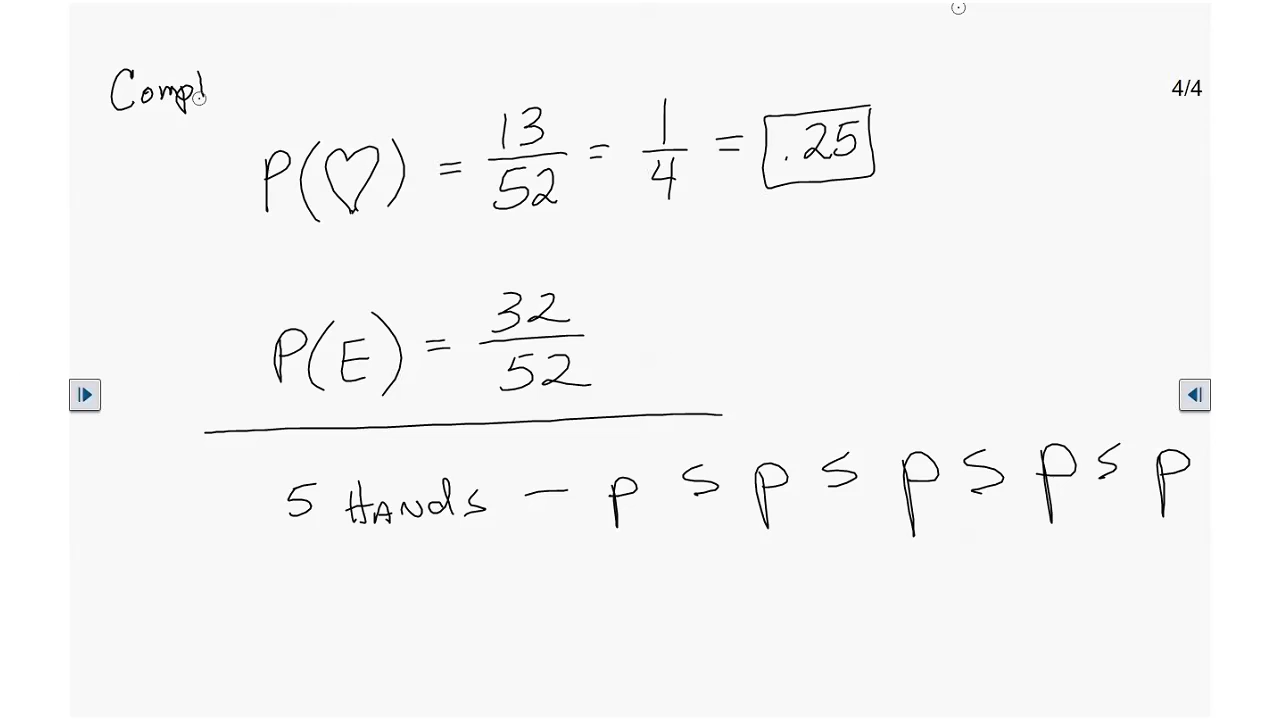 Compl
4/4
P(♡) = 13/52 = 1/4 = .25
P(E) = 32/52
5 HANDS — p s p s p s p s p